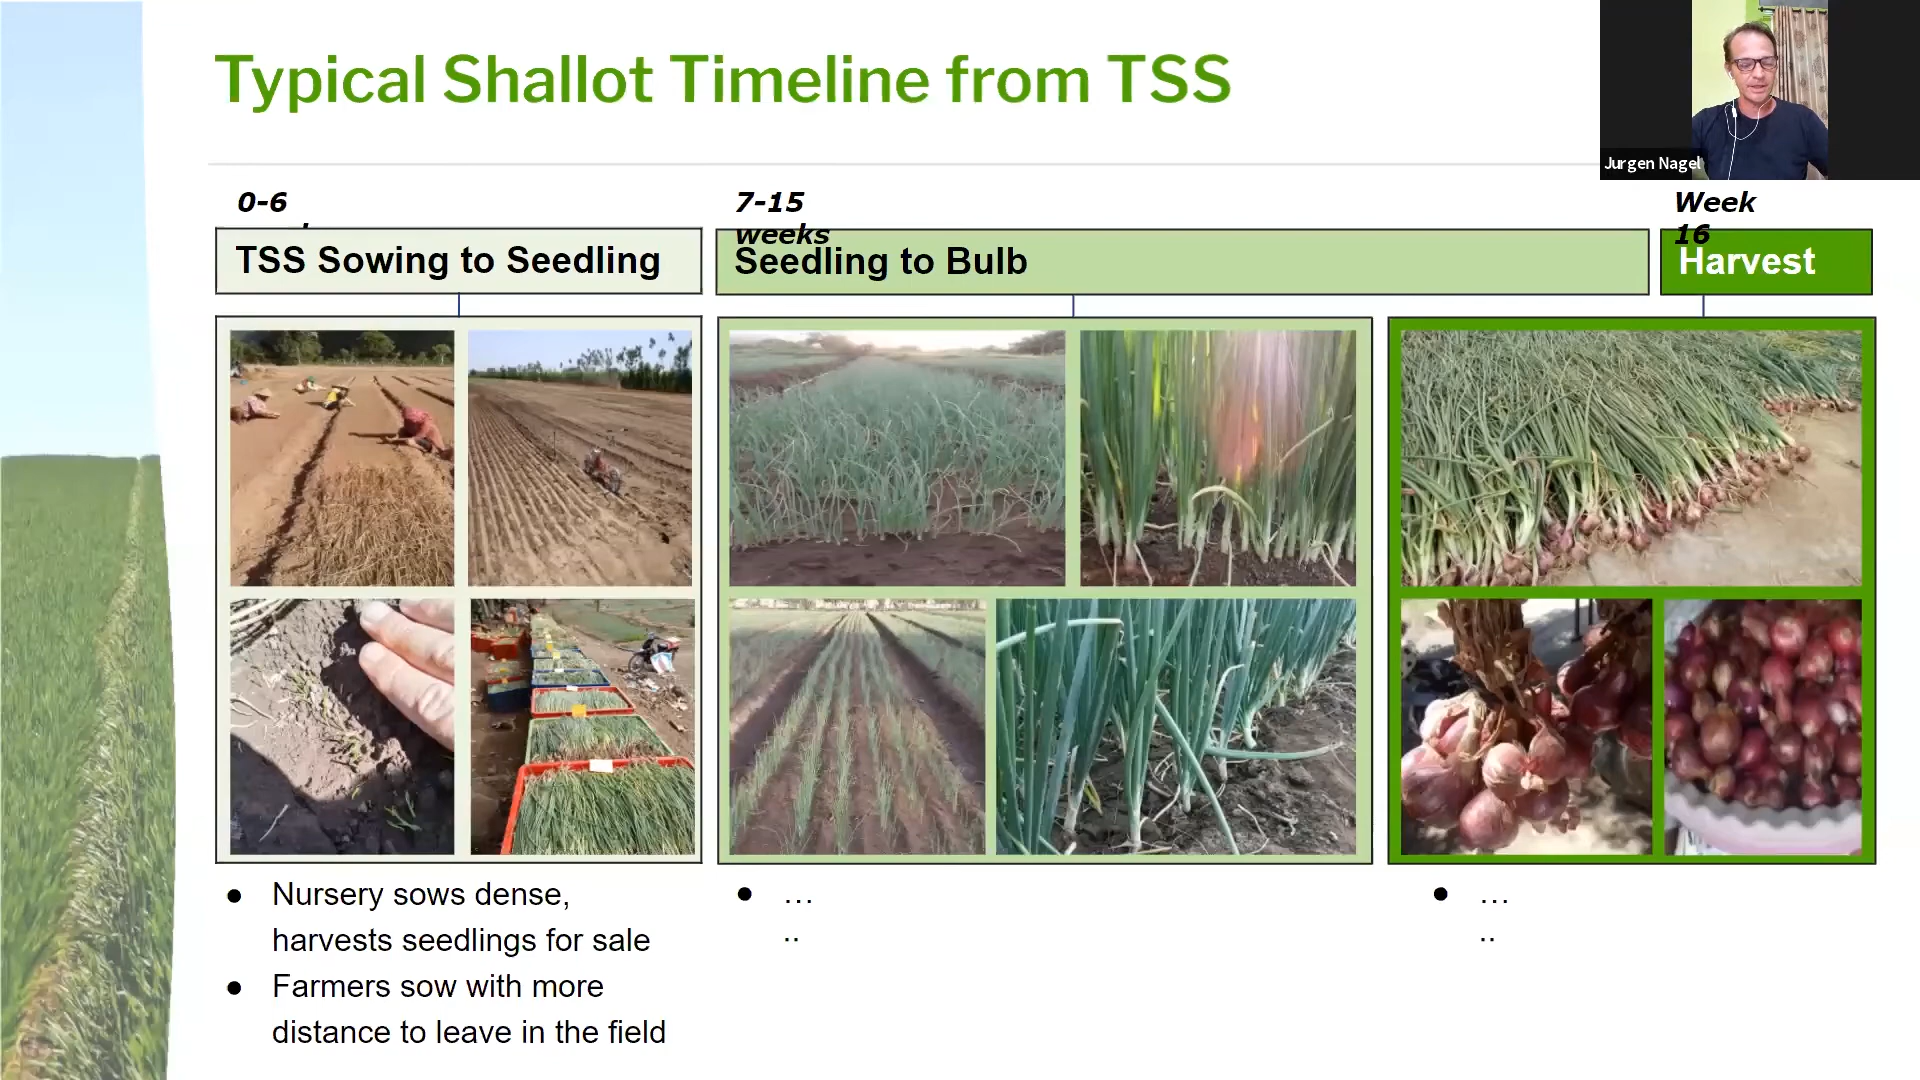 Typical Shallot Timeline from TSS
Jurgen Nagel
0-6
7-15
weeks
Week
16
TSS Sowing to Seedling
Seedling to Bulb
Harvest
● Nursery sows dense,
harvests seedlings for sale
● Farmers sow with more
distance to leave in the field
● …
..
● …
..